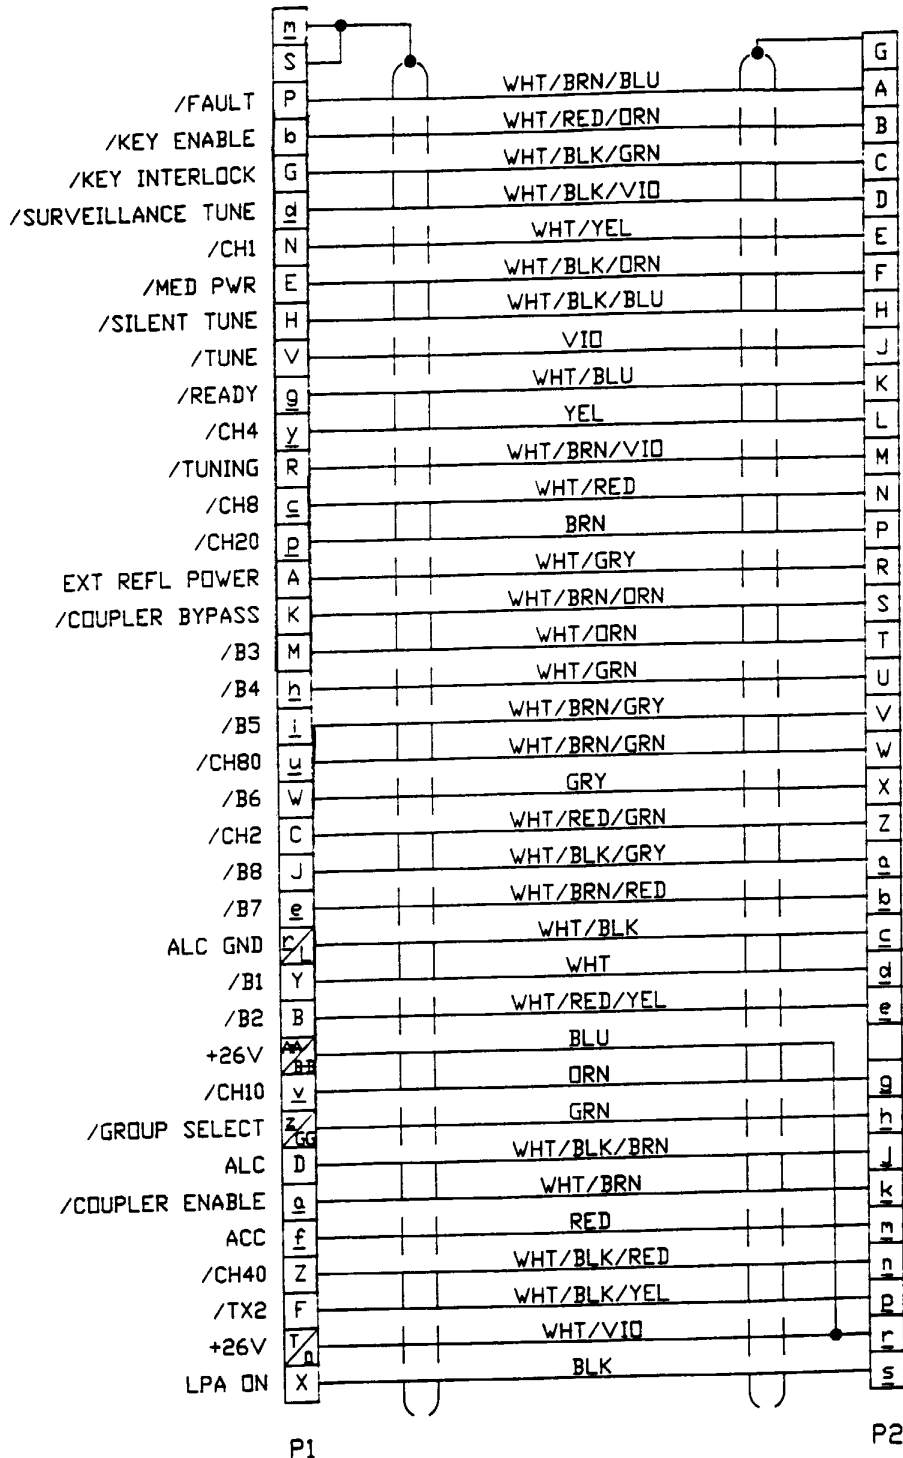 m
S G
/FAULT P WHT/BRN/BLU A
/KEY ENABLE b WHT/RED/ORN B
/KEY INTERLOCK G WHT/BLK/GRN C
/SURVEILLANCE TUNE d WHT/BLK/VIO D
/CH1 N WHT/YEL E
/MED PWR E WHT/BLK/ORN F
/SILENT TUNE H WHT/BLK/BLU H
/TUNE V VIO J
/READY g WHT/BLU K
/CH4 y YEL L
/TUNING R WHT/BRN/VIO M
/CH8 c WHT/RED N
/CH20 p BRN P
EXT REFL POWER A WHT/GRY R
/COUPLER BYPASS K WHT/BRN/ORN S
/B3 M WHT/ORN T
/B4 h WHT/GRN U
/B5 i WHT/BRN/GRY V
/CH80 u WHT/BRN/GRN W
/B6 W GRY X
/CH2 C WHT/RED/GRN Z
/B8 J WHT/BLK/GRY a
/B7 e WHT/BRN/RED b
ALC GND r/L WHT/BLK c
/B1 Y WHT d
/B2 B WHT/RED/YEL e
+26V AA/BB BLU
/CH10 v ORN g
/GROUP SELECT z/GG GRN h
ALC D WHT/BLK/BRN j
/COUPLER ENABLE a WHT/BRN k
ACC f RED m
/CH40 Z WHT/BLK/RED n
/TX2 F WHT/BLK/YEL p
+26V T/n WHT/VIO r
LPA ON X BLK s
P1 P2